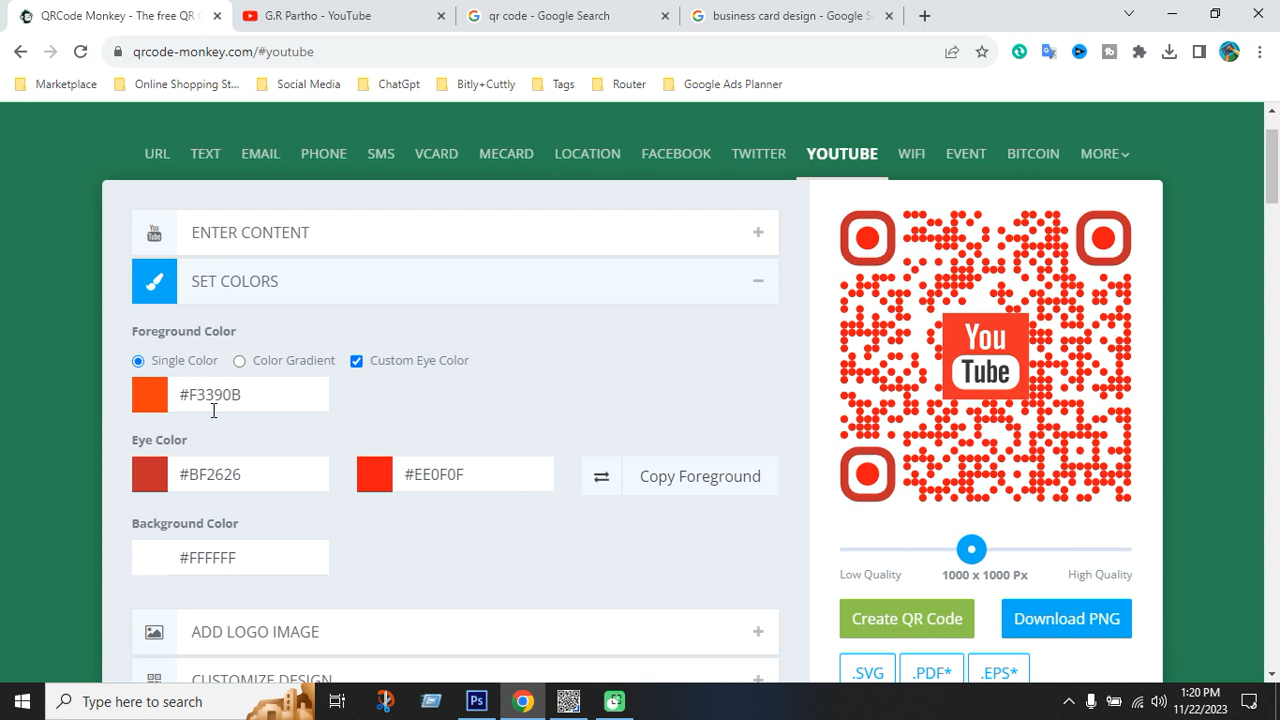 QRCode Monkey - The free QR C
G.R Partho - YouTube
qr code - Google Search
business card design - Google S
qrcode-monkey.com/#youtube
Marketplace
Online Shopping St...
Social Media
ChatGpt
Bitly+Cuttly
Tags
Router
Google Ads Planner
URL TEXT EMAIL PHONE SMS VCARD MECARD LOCATION FACEBOOK TWITTER YOUTUBE WIFI EVENT BITCOIN MORE
ENTER CONTENT
SET COLORS
Foreground Color
Single Color Color Gradient Custom Eye Color
#F3390B
Eye Color
#BF2626 #EE0F0F Copy Foreground
Background Color
#FFFFFF
ADD LOGO IMAGE
CUSTOMIZE DESIGN
You
Tube
Low Quality 1000 x 1000 Px High Quality
Create QR Code Download PNG
.SVG .PDF* .EPS*
Type here to search
Ps
1:20 PM
11/22/2023